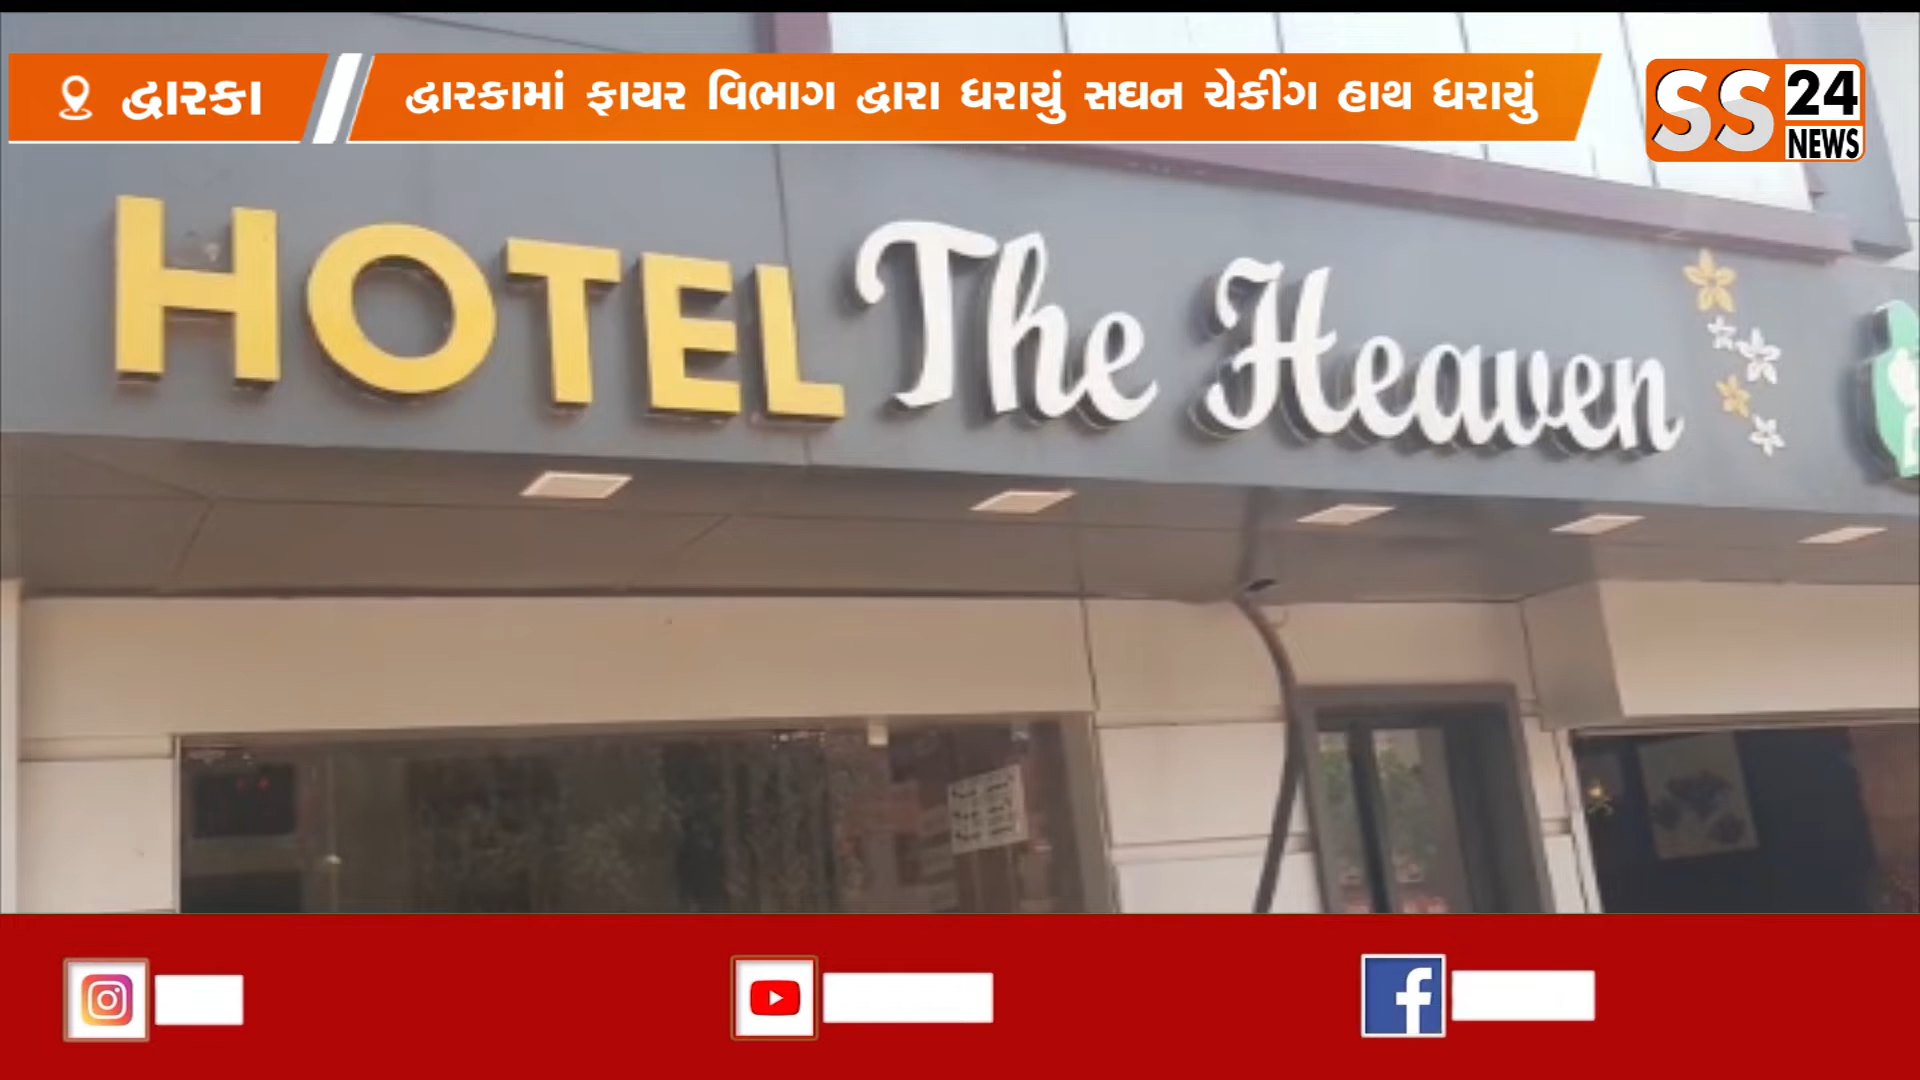 દ્વારકા
દ્વારકામાં ફાયર વિભાગ દ્વારા ધરાયું સઘન ચેકીંગ હાથ ધરાયું
SS 24 NEWS
HOTEL The Heaven